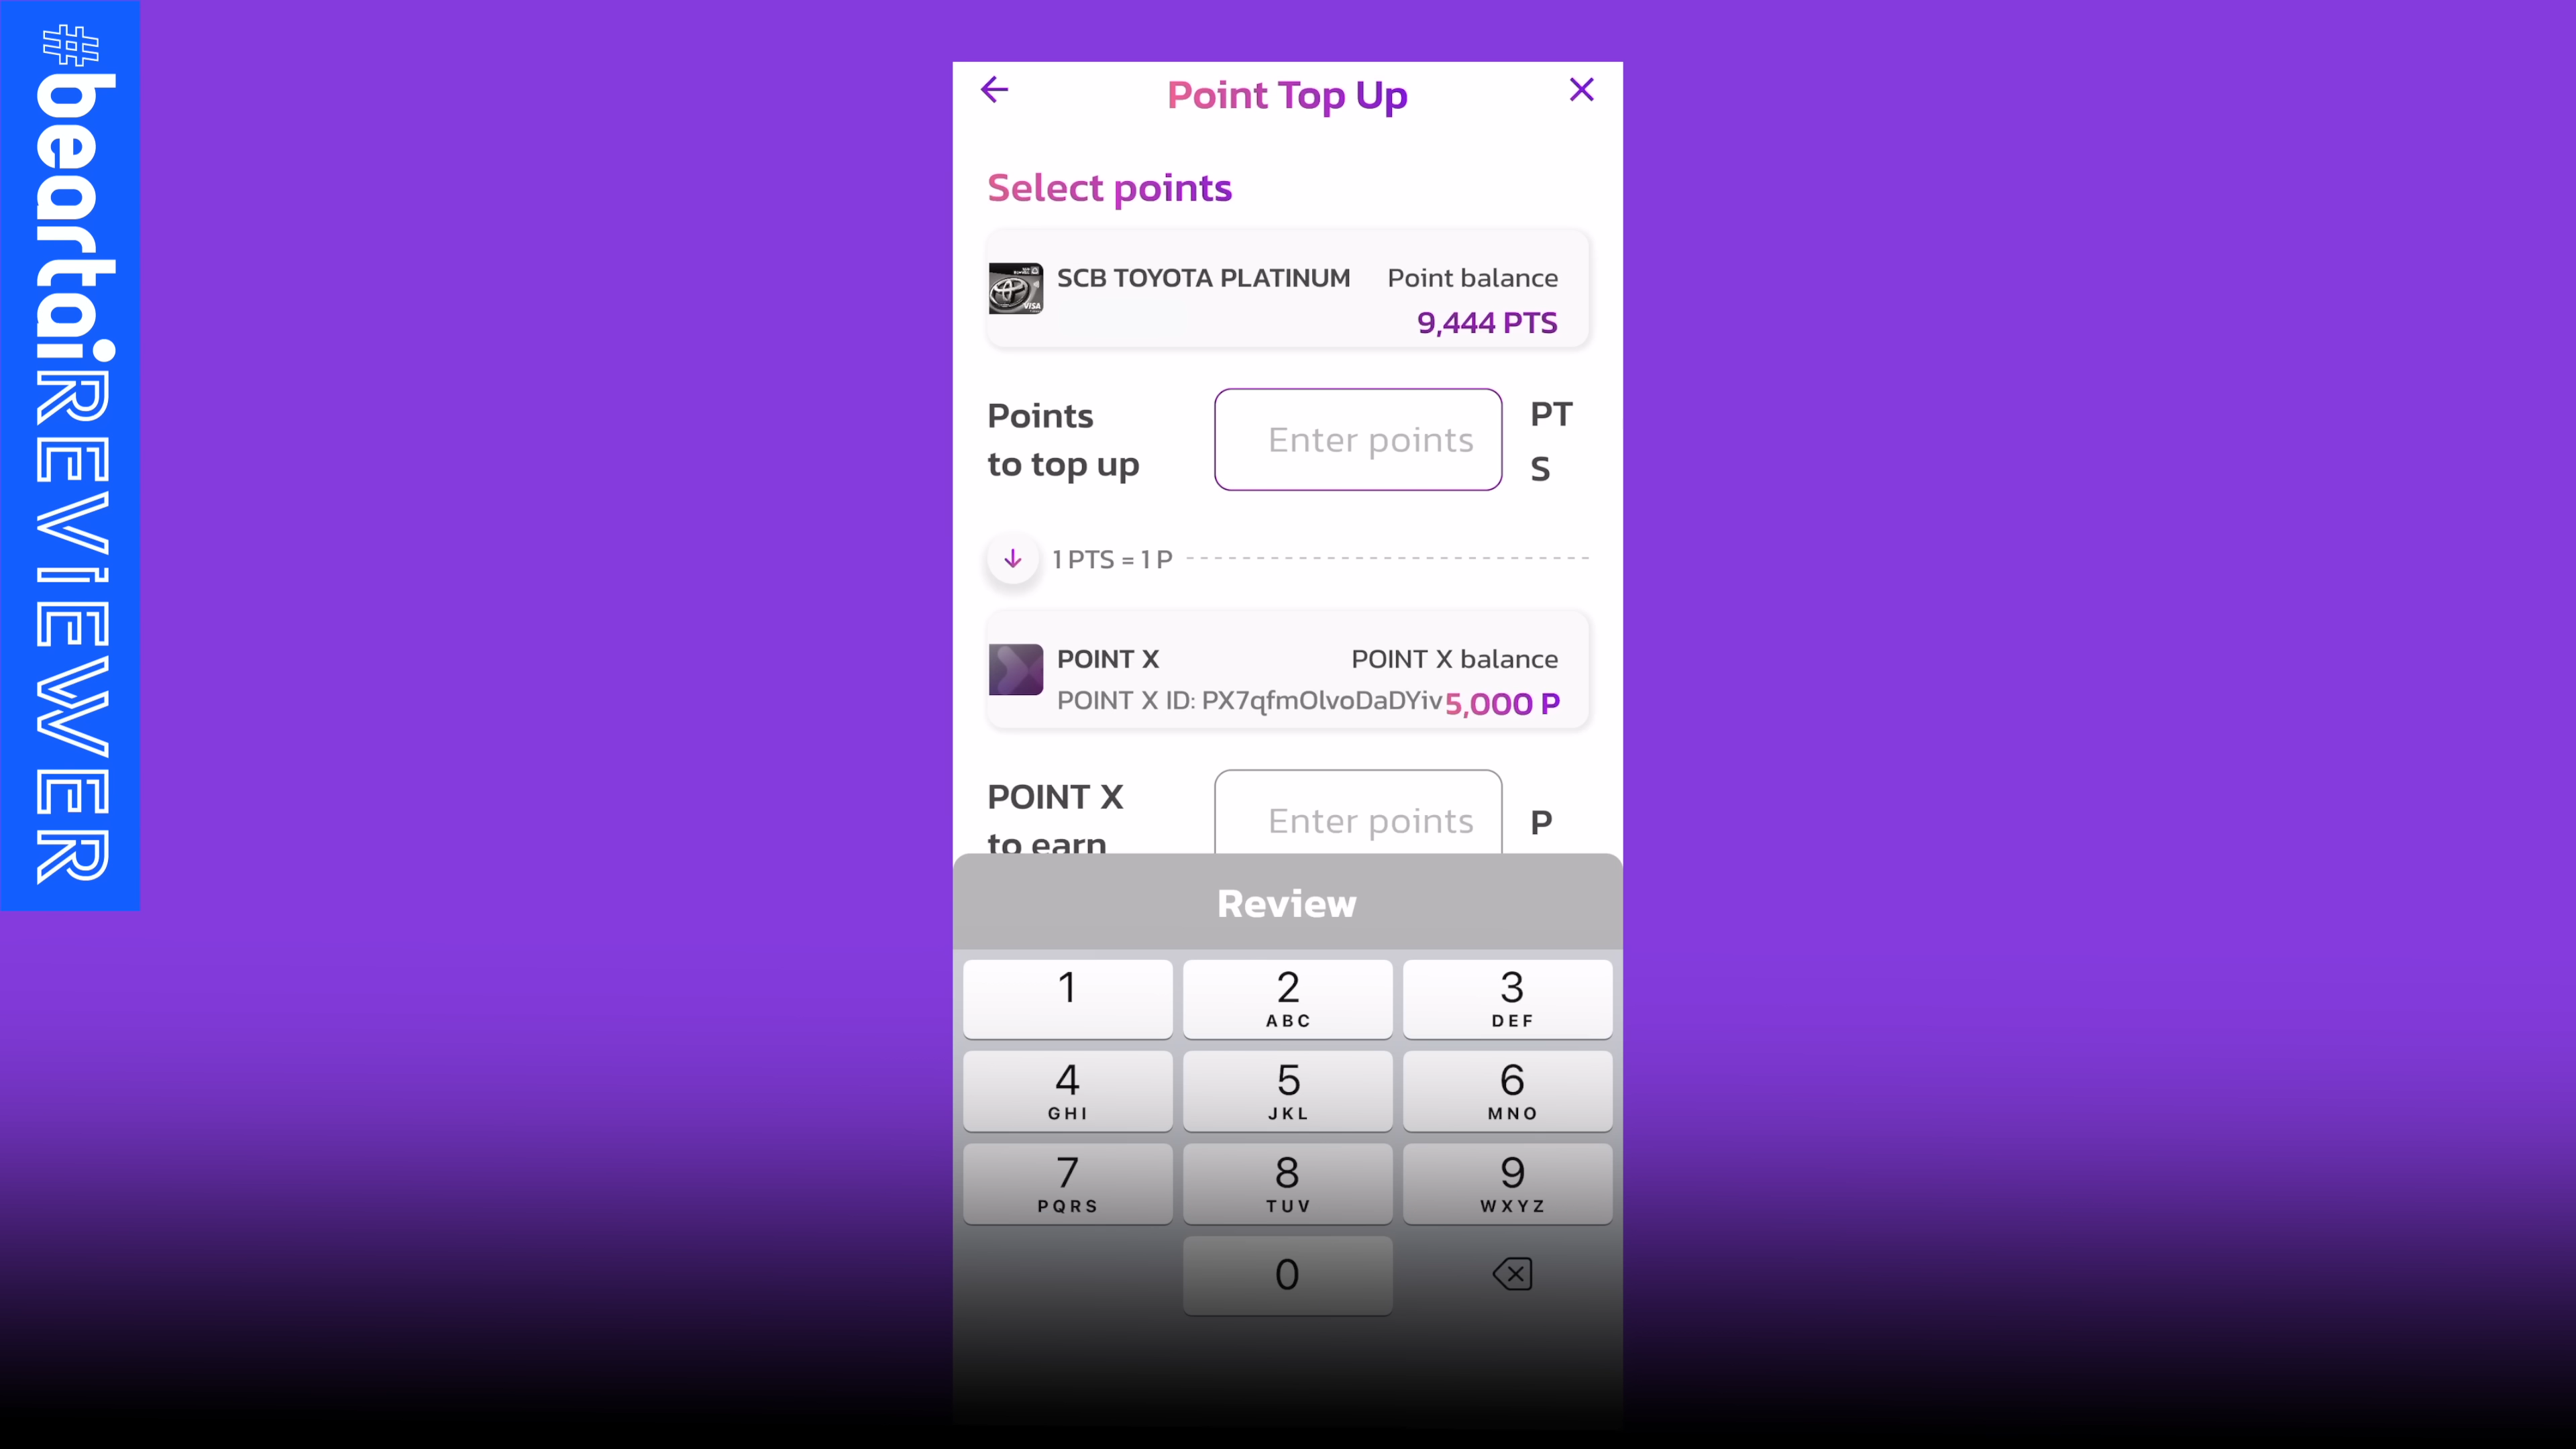 #beartaiREVIEWER
Point Top Up
Select points
SCB TOYOTA PLATINUM
Point balance
9,444 PTS
VISA
Points
to top up
Enter points
PT
S
1 PTS = 1 P
POINT X
POINT X balance
POINT X ID: PX7qfmOlvoDaDYiv
5,000 P
POINT X
to earn
Enter points
P
Review
1
2
ABC
3
DEF
4
GHI
5
JKL
6
MNO
7
PQRS
8
TUV
9
WXYZ
0